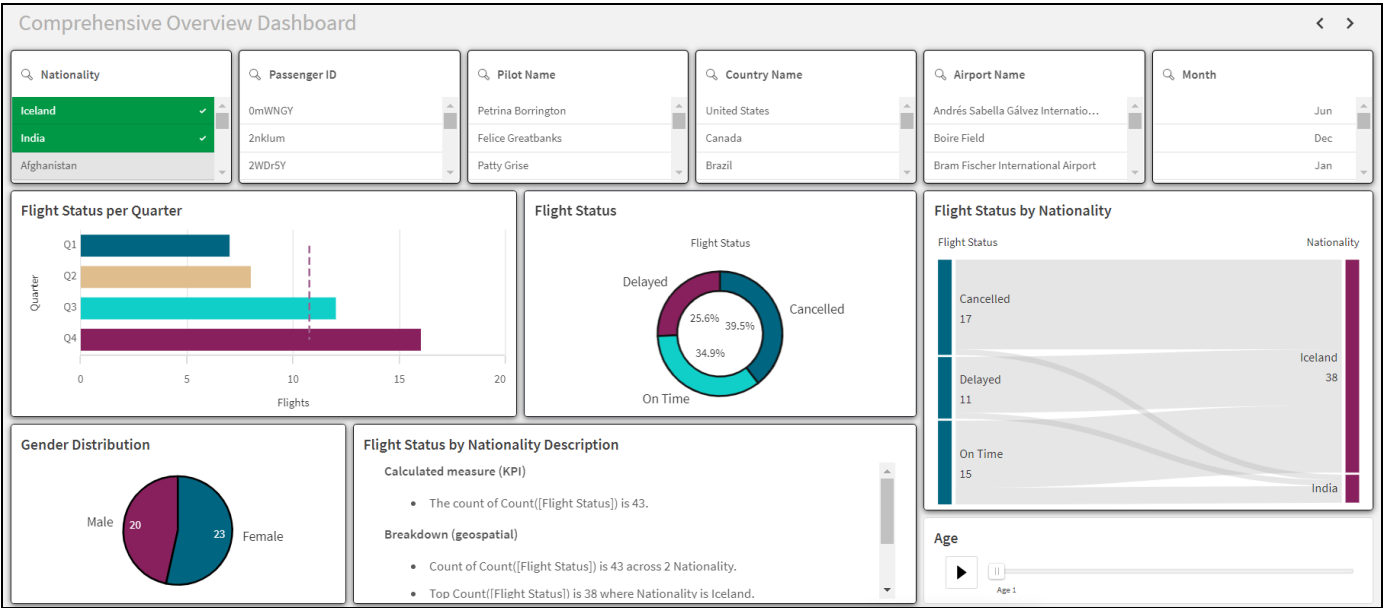 Comprehensive Overview Dashboard
Nationality
Iceland
India
Afghanistan
Passenger ID
0mWNGY
2nkIum
2WDr5Y
Pilot Name
Petrina Borrington
Felice Greatbanks
Patty Grise
Country Name
United States
Canada
Brazil
Airport Name
Andrés Sabella Gálvez Internatio...
Boire Field
Bram Fischer International Airport
Month
Jun
Dec
Jan
Flight Status per Quarter
Quarter
Q1
Q2
Q3
Q4
0 5 10 15 20
Flights
Flight Status
Flight Status
Delayed
Cancelled
On Time
25.6%
39.5%
34.9%
Flight Status by Nationality
Flight Status Nationality
Cancelled
17
Delayed
11
On Time
15
Iceland
38
India
Gender Distribution
Male
20
23
Female
Flight Status by Nationality Description
Calculated measure (KPI)
• The count of Count([Flight Status]) is 43.
Breakdown (geospatial)
• Count of Count([Flight Status]) is 43 across 2 Nationality.
• Top Count([Flight Status]) is 38 where Nationality is Iceland.
Age
Age 1